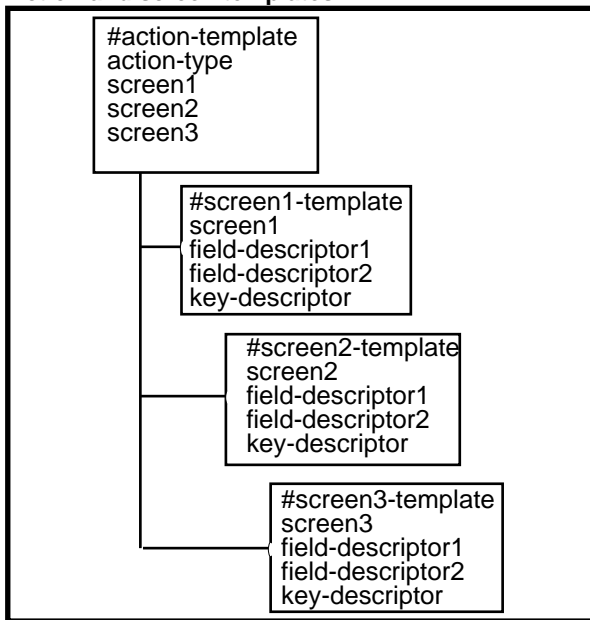 #action-template
action-type
screen1
screen2
screen3
#screen1-template
screen1
field-descriptor1
field-descriptor2
key-descriptor
#screen2-template
screen2
field-descriptor1
field-descriptor2
key-descriptor
#screen3-template
screen3
field-descriptor1
field-descriptor2
key-descriptor